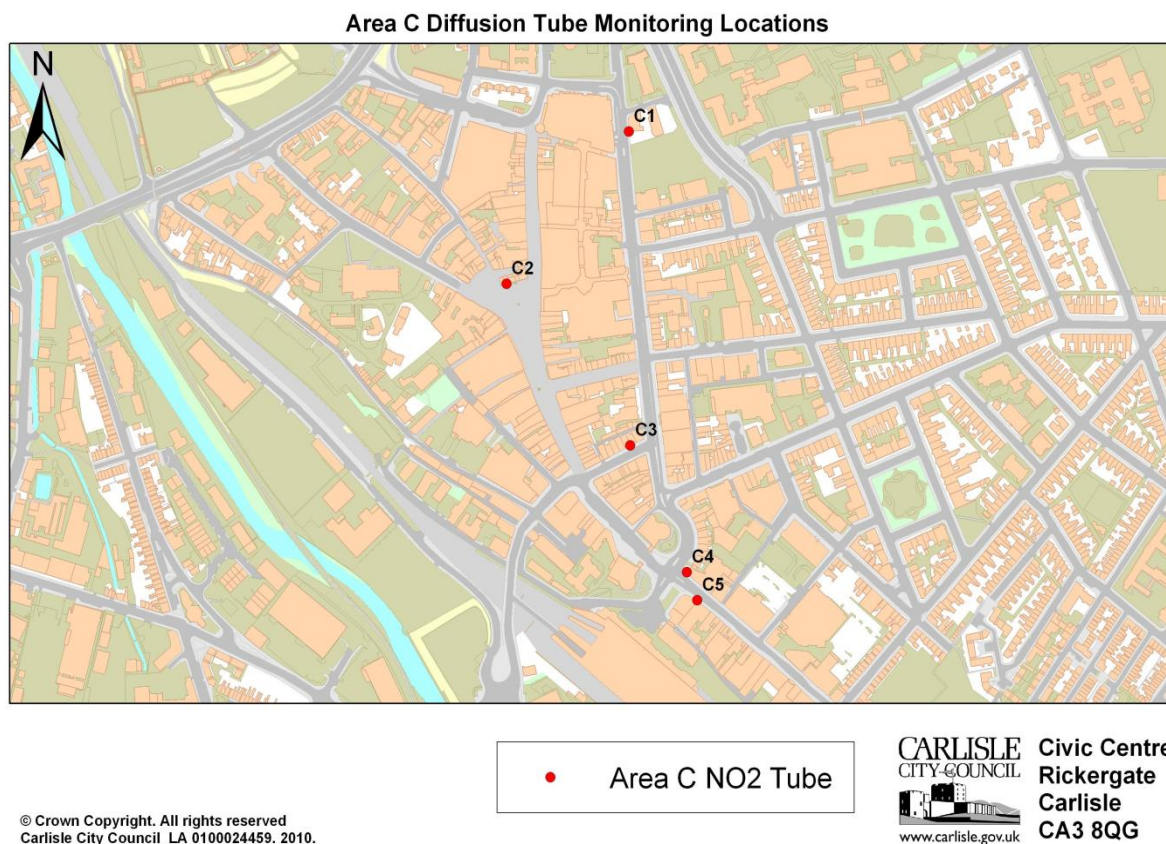 Area C Diffusion Tube Monitoring Locations
N
C1
C2
C3
C4
C5
Area C NO2 Tube
CARLISLE
CITY COUNCIL
www.carlisle.gov.uk
Civic Centre
Rickergate
Carlisle
CA3 8QG
© Crown Copyright. All rights reserved
Carlisle City Council LA 0100024459. 2010.